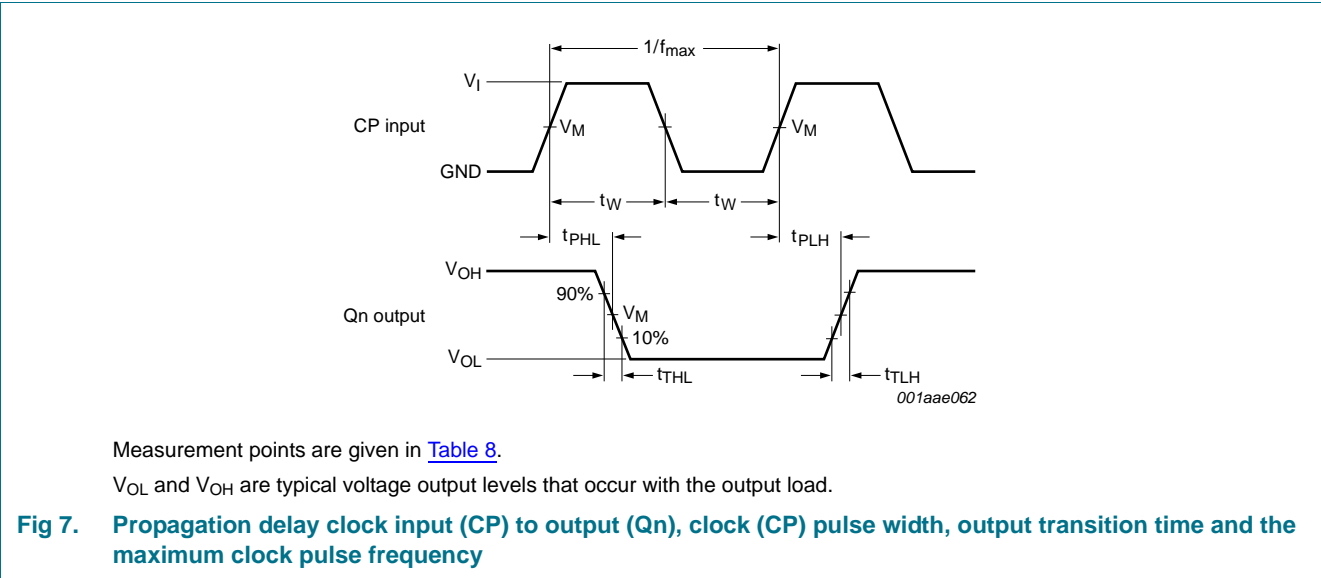 1/fmax
VI
CP input
VM
VM
GND
tW
tW
tPHL
tPLH
VOH
90%
Qn output
VM
10%
VOL
tTHL
tTLH
001aae062
Measurement points are given in Table 8.
VOL and VOH are typical voltage output levels that occur with the output load.
Fig 7. Propagation delay clock input (CP) to output (Qn), clock (CP) pulse width, output transition time and the
maximum clock pulse frequency